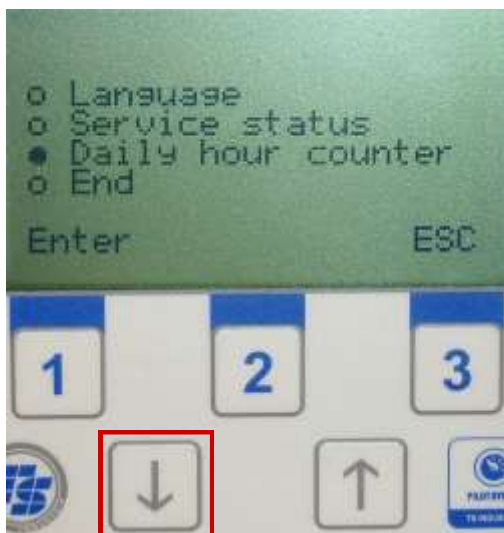 o Language
o Service status
● Daily hour counter
o End
Enter ESC
1 2 3
↓ ↑